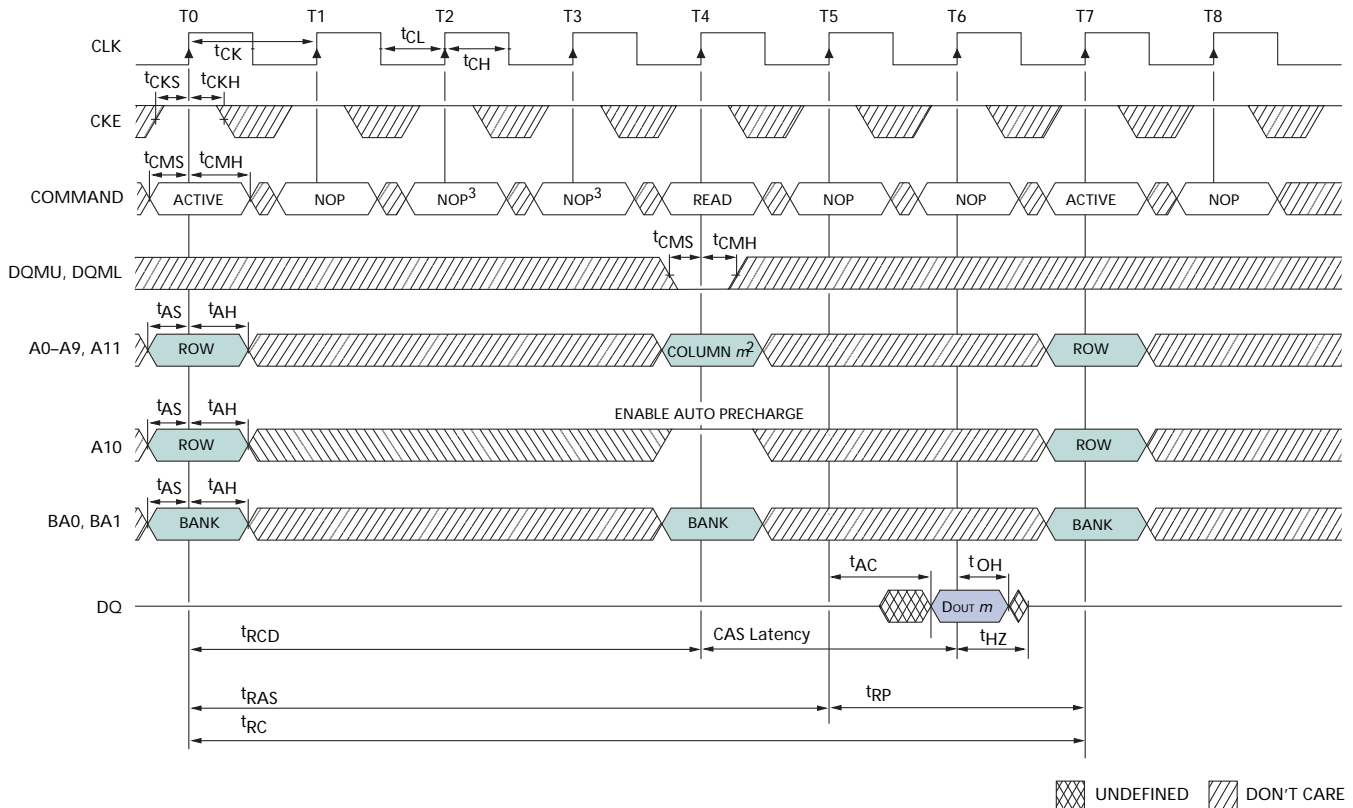 T0 T1 T2 T3 T4 T5 T6 T7 T8
CLK
tCK tCL tCH
tCKS tCKH
CKE
tCMS tCMH
COMMAND ACTIVE NOP NOP3 NOP3 READ NOP NOP ACTIVE NOP
tCMS tCMH
DQMU, DQML
tAS tAH
A0–A9, A11 ROW COLUMN m2 ROW
ENABLE AUTO PRECHARGE
tAS tAH
A10 ROW ROW
tAS tAH
BA0, BA1 BANK BANK BANK
tAC tOH
DQ DOUT m
tRCD CAS Latency tHZ
tRAS tRP
tRC
UNDEFINED DON'T CARE